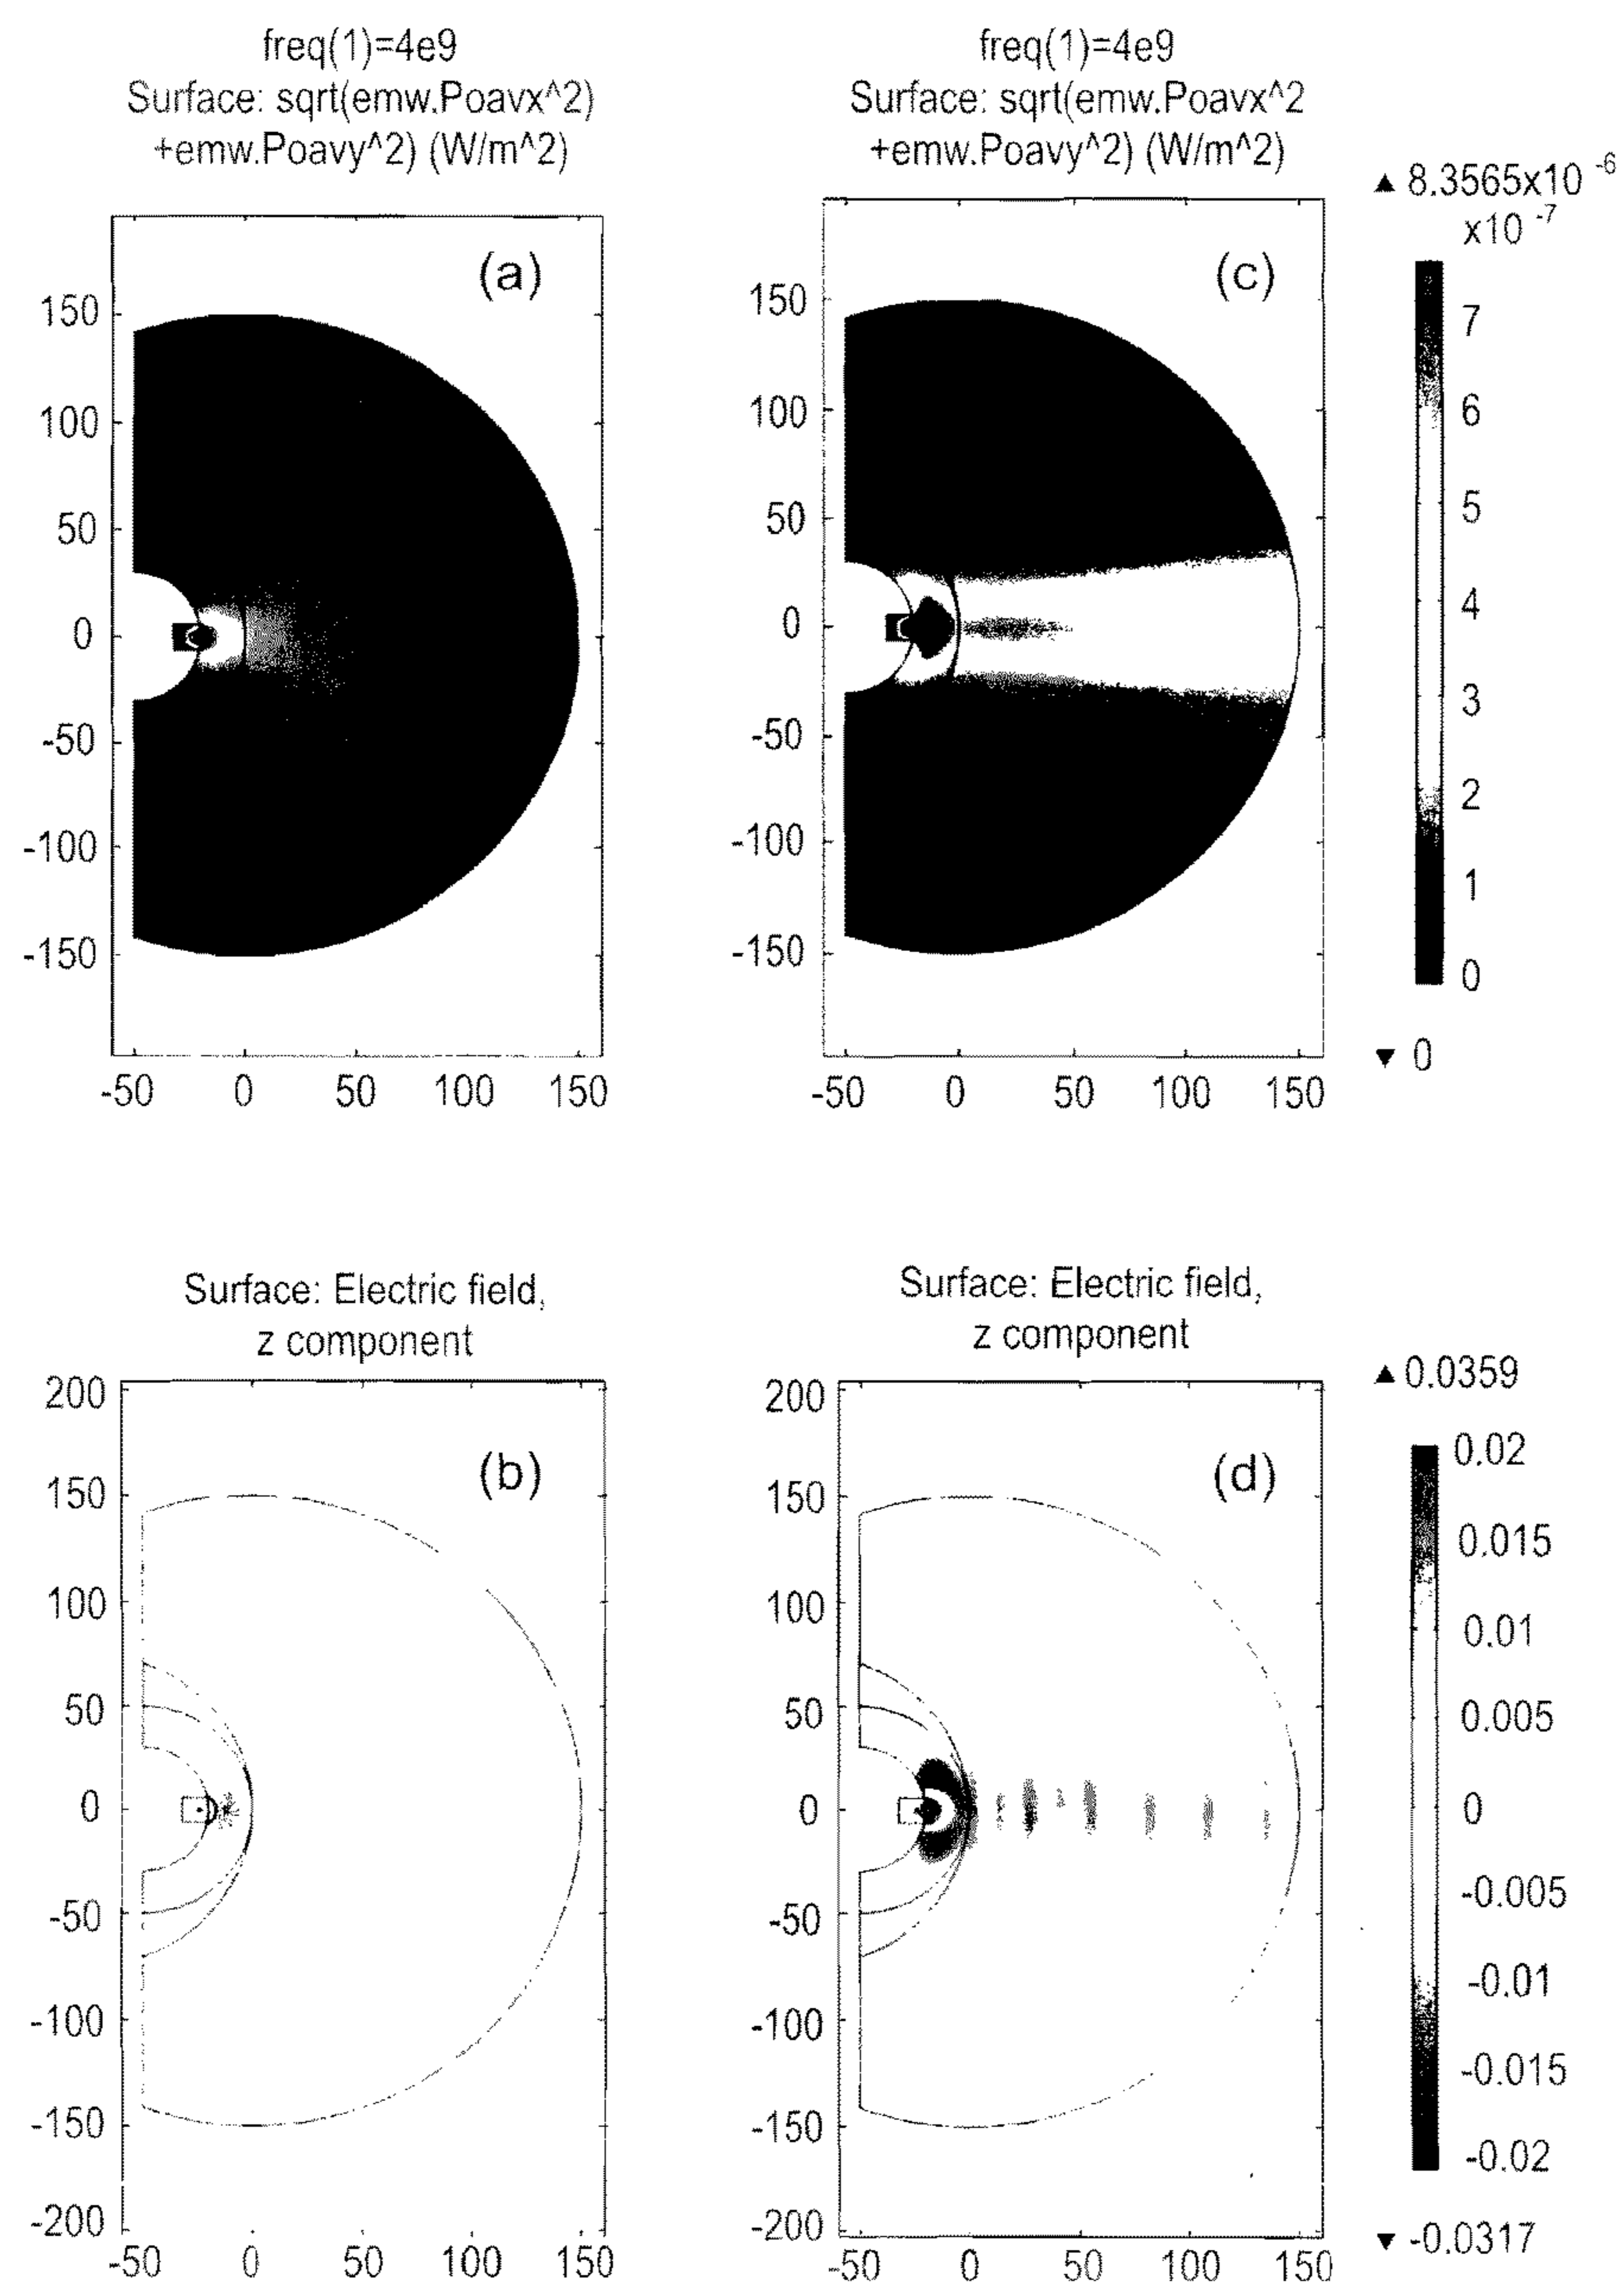 freq(1)=4e9
Surface: sqrt(emw.Poavx^2)
+emw.Poavy^2) (W/m^2)
(a)
150
100
50
0
-50
-100
-150
-50 0 50 100 150
freq(1)=4e9
Surface: sqrt(emw.Poavx^2
+emw.Poavy^2) (W/m^2)
(c)
150
100
50
0
-50
-100
-150
-50 0 50 100 150
▲ 8.3565x10 -6
x10 -7
7
6
5
4
3
2
1
0
▼ 0
Surface: Electric field,
z component
(b)
200
150
100
50
0
-50
-100
-150
-200
-50 0 50 100 150
Surface: Electric field,
z component
(d)
200
150
100
50
0
-50
-100
-150
-200
-50 0 50 100 150
▲ 0.0359
0.02
0.015
0.01
0.005
0
-0.005
-0.01
-0.015
-0.02
▼ -0.0317